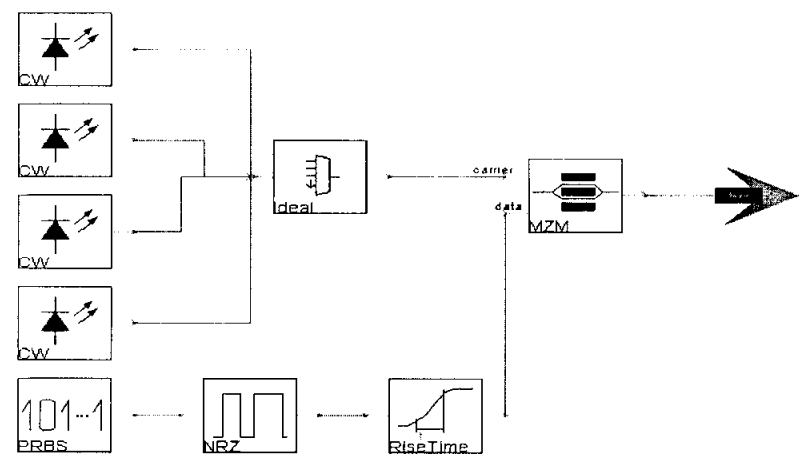 CW
CW
CW
CW
Ideal
carrier
data
MZM
101...1
PRBS
NRZ
t
RiseTime